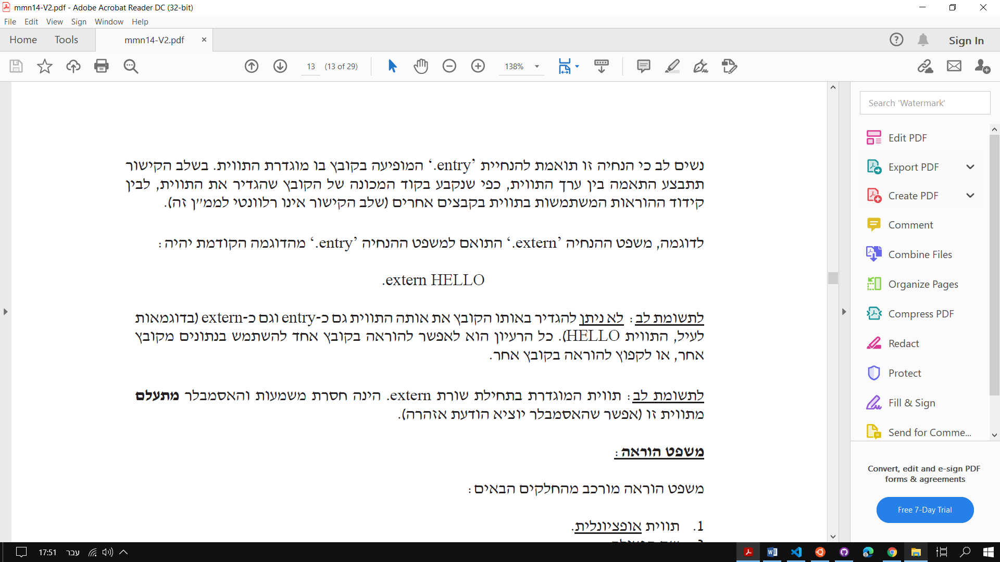 mmn14-V2.pdf - Adobe Acrobat Reader DC (32-bit)
File Edit View Sign Window Help
Home Tools mmn14-V2.pdf × Sign In
13 (13 of 29) 138%
Search 'Watermark'
Edit PDF
Export PDF
Create PDF
Comment
Combine Files
Organize Pages
Compress PDF
Redact
Protect
Fill & Sign
Send for Comme...
Convert, edit and e-sign PDF
forms & agreements
Free 7-Day Trial
נשים לב כי הנחיה זו תואמת להנחיית '.entry' המופיעה בקובץ בו מוגדרת התווית. בשלב הקישור
תתבצע התאמה בין ערך התווית, כפי שנקבע בקוד המכונה של הקובץ שהגדיר את התווית, לבין
קידוד ההוראות המשתמשות בתווית בקבצים אחרים (שלב הקישור אינו רלוונטי לממ״ן זה).
לדוגמה, משפט ההנחיה '.extern' התואם למשפט ההנחיה '.entry' מהדוגמה הקודמת יהיה:
.extern HELLO
לתשומת לב: לא ניתן להגדיר באותו הקובץ את אותה התווית גם כ-entry וגם כ-extern (בדוגמאות
לעיל, התווית HELLO). כל הרעיון הוא לאפשר להוראה בקובץ אחד להשתמש בנתונים מקובץ
אחר, או לקפוץ להוראה בקובץ אחר.
לתשומת לב: תווית המוגדרת בתחילת שורת extern. הינה חסרת משמעות והאסמבלר מתעלם
מתווית זו (אפשר שהאסמבלר יוציא הודעת אזהרה).
משפט הוראה:
משפט הוראה מורכב מהחלקים הבאים:
1. תווית אופציונלית.
17:51 עבר